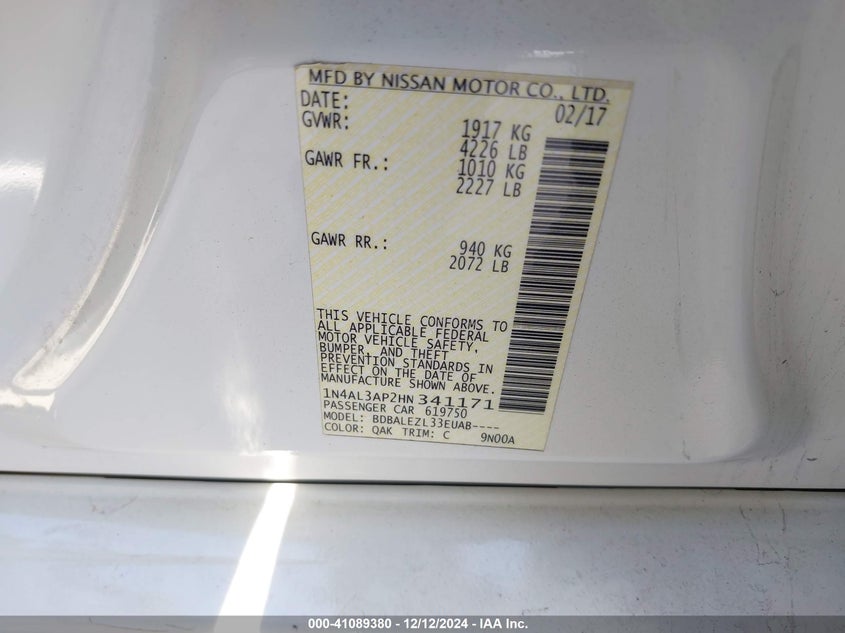 MFD BY NISSAN MOTOR CO., LTD.
DATE: 02/17
GVWR: 1917 KG
4226 LB
GAWR FR.: 1010 KG
2227 LB
GAWR RR.: 940 KG
2072 LB
THIS VEHICLE CONFORMS TO
ALL APPLICABLE FEDERAL
MOTOR VEHICLE SAFETY,
BUMPER, AND THEFT
PREVENTION STANDARDS IN
EFFECT ON THE DATE OF
MANUFACTURE SHOWN ABOVE.
1N4AL3AP2HN 341171
PASSENGER CAR 619750
MODEL: BDBALEZL33EUAB----
COLOR: QAK TRIM: C 9N00A
000-41089380 - 12/12/2024 - IAA Inc.